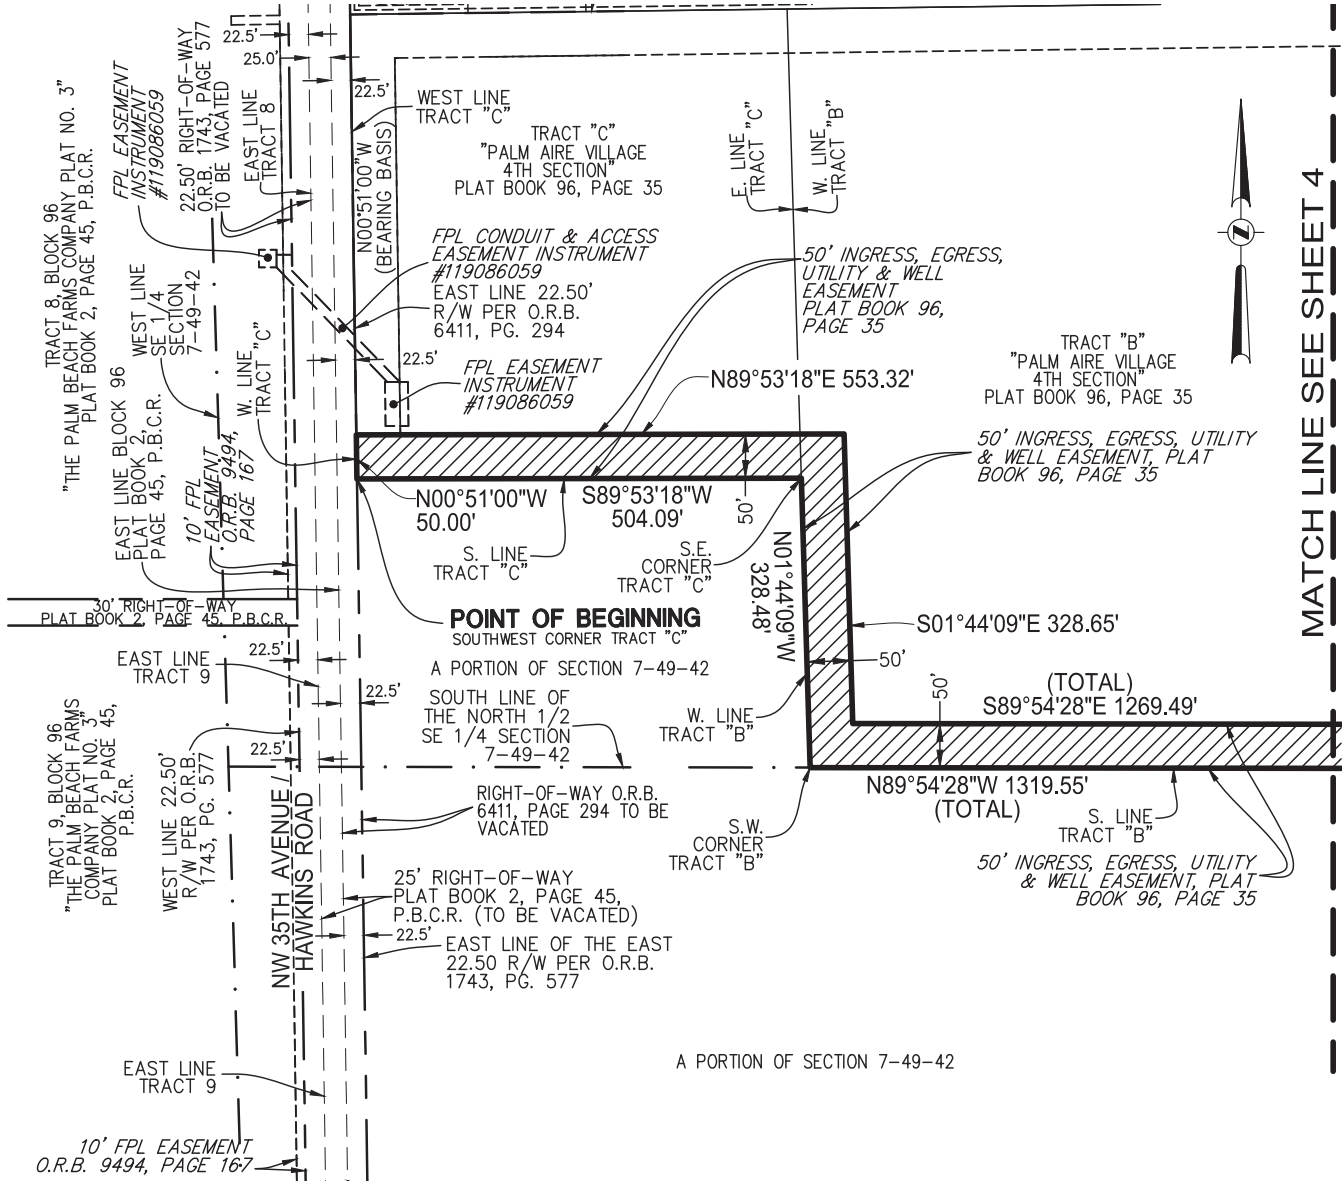 22.5'
25.0'
22.5'
TRACT 8, BLOCK 96
"THE PALM BEACH FARMS COMPANY PLAT NO. 3"
PLAT BOOK 2, PAGE 45, P.B.C.R.
FPL EASEMENT
INSTRUMENT
#119086059
22.50' RIGHT-OF-WAY
O.R.B. 1743, PAGE 577
TO BE VACATED
EAST LINE
TRACT 8
WEST LINE
TRACT "C"
N00°51'00"W
(BEARING BASIS)
TRACT "C"
"PALM AIRE VILLAGE
4TH SECTION"
PLAT BOOK 96, PAGE 35
E. LINE
TRACT "C"
W. LINE
TRACT "B"
FPL CONDUIT & ACCESS
EASEMENT INSTRUMENT
#119086059
EAST LINE 22.50'
R/W PER O.R.B.
6411, PG. 294
22.5'
FPL EASEMENT
INSTRUMENT
#119086059
50' INGRESS, EGRESS,
UTILITY & WELL
EASEMENT
PLAT BOOK 96,
PAGE 35
Z
MATCH LINE SEE SHEET 4
TRACT "B"
"PALM AIRE VILLAGE
4TH SECTION"
PLAT BOOK 96, PAGE 35
WEST LINE
SE 1/4
SECTION
7-49-42
W. LINE
TRACT "C"
EAST LINE BLOCK 96
PLAT BOOK 2,
PAGE 45, P.B.C.R.
10' FPL
EASEMENT
O.R.B. 9494,
PAGE 167
N89°53'18"E 553.32'
50' INGRESS, EGRESS, UTILITY
& WELL EASEMENT, PLAT
BOOK 96, PAGE 35
N00°51'00"W
50.00'
S89°53'18"W
504.09'
50'
S. LINE
TRACT "C"
S.E.
CORNER
TRACT "C"
N01°44'09"W
328.48'
30' RIGHT-OF-WAY
PLAT BOOK 2, PAGE 45, P.B.C.R.
POINT OF BEGINNING
SOUTHWEST CORNER TRACT "C"
A PORTION OF SECTION 7-49-42
S01°44'09"E 328.65'
50'
22.5'
EAST LINE
TRACT 9
22.5'
SOUTH LINE OF
THE NORTH 1/2
SE 1/4 SECTION
7-49-42
W. LINE
TRACT "B"
50'
(TOTAL)
S89°54'28"E 1269.49'
TRACT 9, BLOCK 96
"THE PALM BEACH FARMS
COMPANY PLAT NO. 3"
PLAT BOOK 2, PAGE 45,
P.B.C.R.
WEST LINE 22.50'
R/W PER O.R.B.
1743, PG. 577
22.5'
NW 35TH AVENUE /
HAWKINS ROAD
RIGHT-OF-WAY O.R.B.
6411, PAGE 294 TO BE
VACATED
S.W.
CORNER
TRACT "B"
N89°54'28"W 1319.55'
(TOTAL)
S. LINE
TRACT "B"
50' INGRESS, EGRESS, UTILITY
& WELL EASEMENT, PLAT
BOOK 96, PAGE 35
25' RIGHT-OF-WAY
PLAT BOOK 2, PAGE 45,
P.B.C.R. (TO BE VACATED)
22.5'
EAST LINE OF THE EAST
22.50 R/W PER O.R.B.
1743, PG. 577
EAST LINE
TRACT 9
A PORTION OF SECTION 7-49-42
10' FPL EASEMENT
O.R.B. 9494, PAGE 167